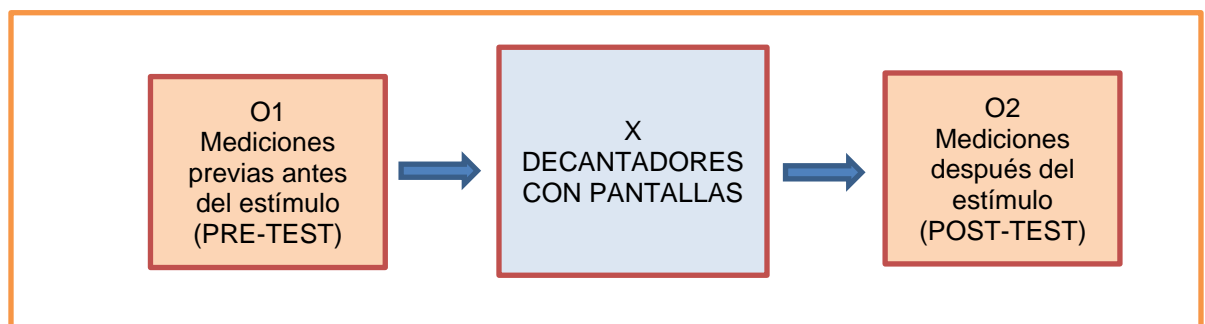 O1
Mediciones
previas antes
del estímulo
(PRE-TEST)
X
DECANTADORES
CON PANTALLAS
O2
Mediciones
después del
estímulo
(POST-TEST)